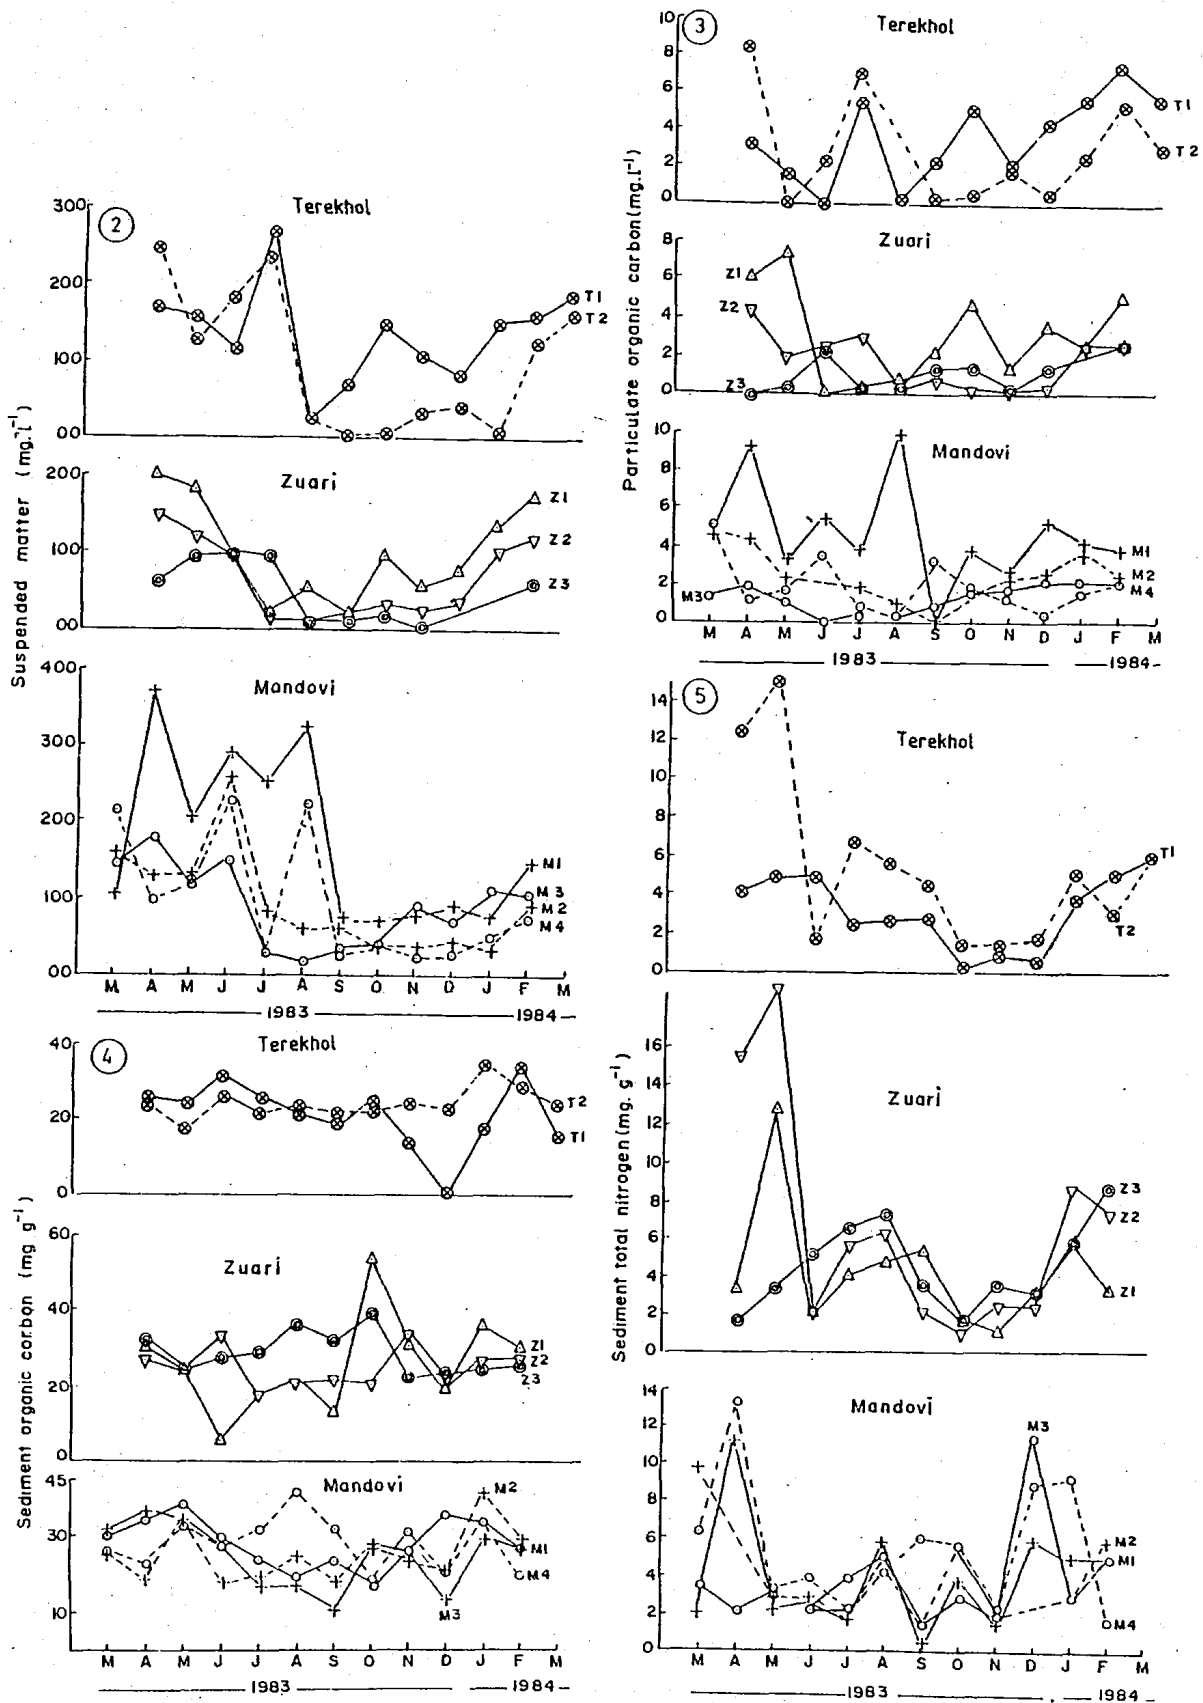 2
Terekhol
300
200
100
00
T1
T2
Zuari
200
100
00
Z1
Z2
Z3
Suspended matter (mg.l⁻¹)
Mandovi
400
300
200
100
00
M1
M3
M2
M4
M A M J J A S O N D J F M
1983 1984
3
Terekhol
10
8
6
4
2
0
T1
T2
Particulate organic carbon (mg.l⁻¹)
Zuari
8
6
4
2
0
Z1
Z2
Z3
Mandovi
10
8
6
4
2
0
M3
M1
M2
M4
M A M J J A S O N D J F M
1983 1984
4
Terekhol
40
20
0
T2
T1
Sediment organic corbon (mg g⁻¹)
Zuari
60
40
20
0
Z1
Z2
Z3
Mandovi
45
30
10
M2
M1
M4
M3
M A M J J A S O N D J F M
1983 1984
5
Terekhol
14
12
10
8
6
4
2
0
T1
T2
Sediment total nitrogen (mg. g⁻¹)
Zuari
16
14
12
10
8
6
4
2
0
Z3
Z2
Z1
Mandovi
14
12
10
8
6
4
2
0
M3
M2
M1
M4
M A M J J A S O N D J F M
1983 1984